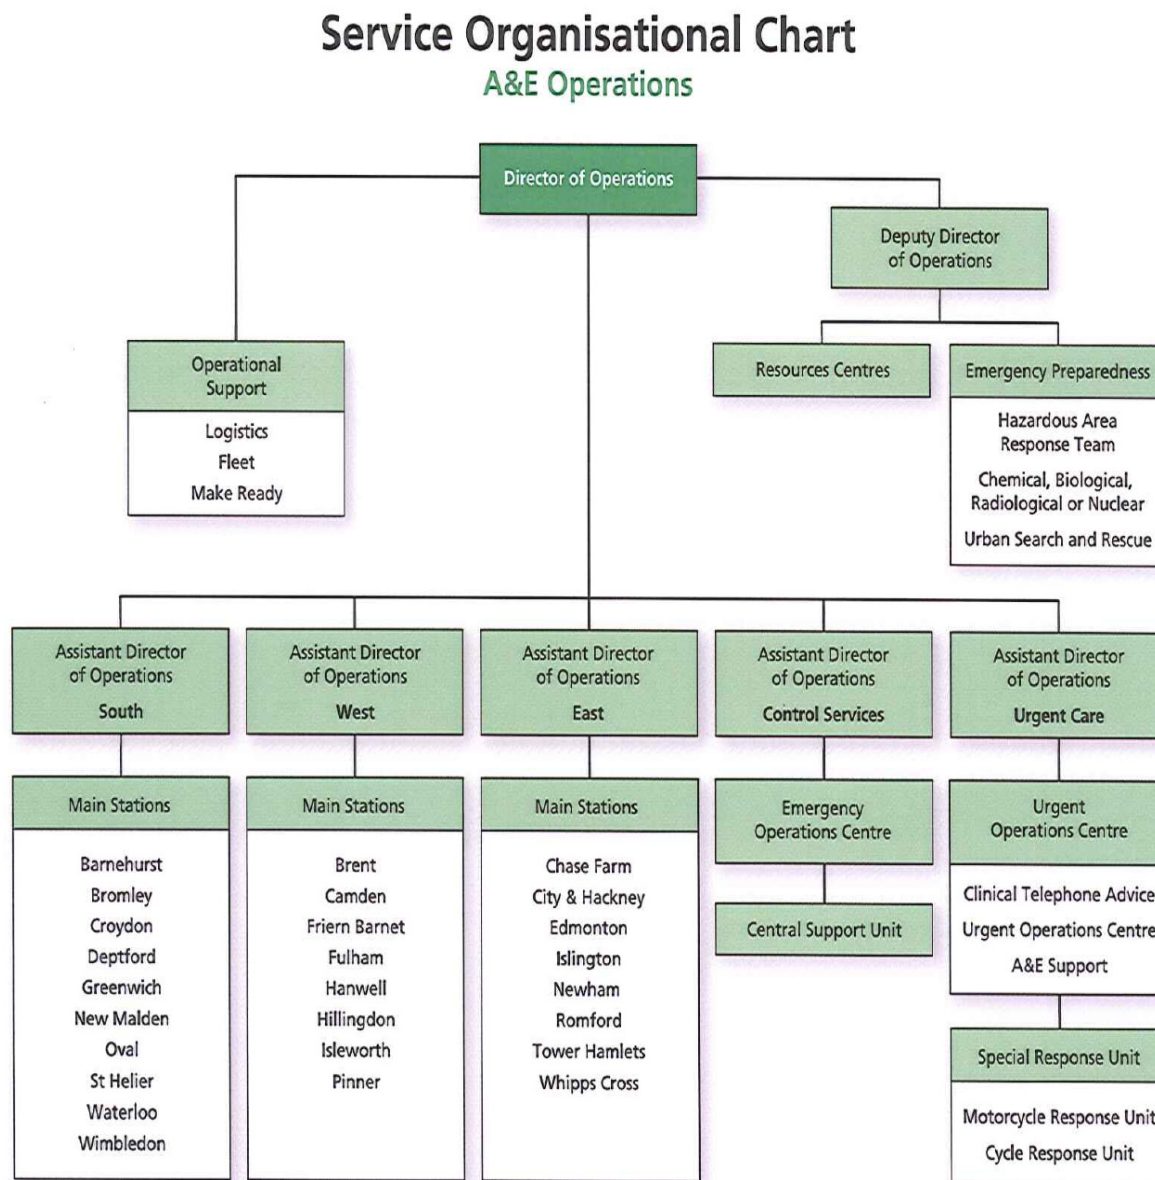 Service Organisational Chart
A&E Operations
Director of Operations
Deputy Director
of Operations
Operational
Support
Logistics
Fleet
Make Ready
Resources Centres
Emergency Preparedness
Hazardous Area
Response Team
Chemical, Biological,
Radiological or Nuclear
Urban Search and Rescue
Assistant Director
of Operations
South
Main Stations
Barnehurst
Bromley
Croydon
Deptford
Greenwich
New Malden
Oval
St Helier
Waterloo
Wimbledon
Assistant Director
of Operations
West
Main Stations
Brent
Camden
Friern Barnet
Fulham
Hanwell
Hillingdon
Isleworth
Pinner
Assistant Director
of Operations
East
Main Stations
Chase Farm
City & Hackney
Edmonton
Islington
Newham
Romford
Tower Hamlets
Whipps Cross
Assistant Director
of Operations
Control Services
Emergency
Operations Centre
Central Support Unit
Assistant Director
of Operations
Urgent Care
Urgent
Operations Centre
Clinical Telephone Advice
Urgent Operations Centre
A&E Support
Special Response Unit
Motorcycle Response Unit
Cycle Response Unit